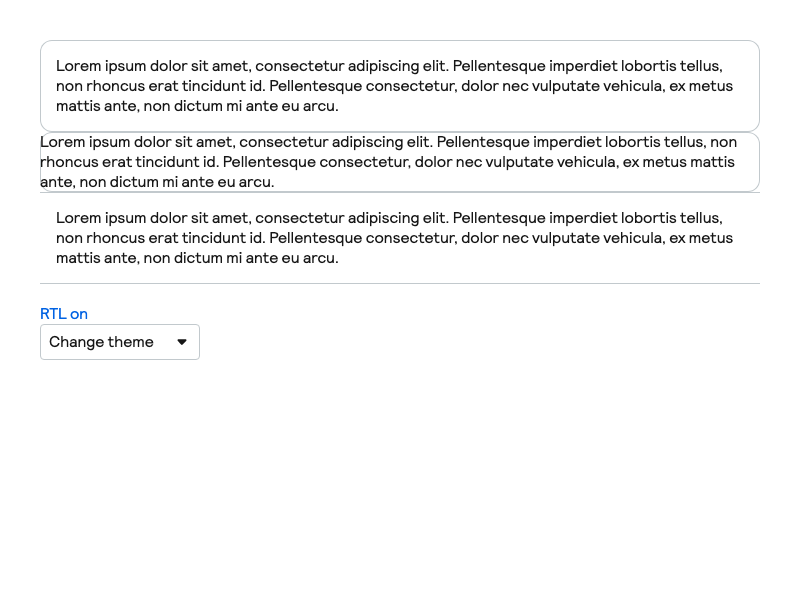 Lorem ipsum dolor sit amet, consectetur adipiscing elit. Pellentesque imperdiet lobortis tellus,
non rhoncus erat tincidunt id. Pellentesque consectetur, dolor nec vulputate vehicula, ex metus
mattis ante, non dictum mi ante eu arcu.
Lorem ipsum dolor sit amet, consectetur adipiscing elit. Pellentesque imperdiet lobortis tellus, non
rhoncus erat tincidunt id. Pellentesque consectetur, dolor nec vulputate vehicula, ex metus mattis
ante, non dictum mi ante eu arcu.
Lorem ipsum dolor sit amet, consectetur adipiscing elit. Pellentesque imperdiet lobortis tellus,
non rhoncus erat tincidunt id. Pellentesque consectetur, dolor nec vulputate vehicula, ex metus
mattis ante, non dictum mi ante eu arcu.
RTL on
Change theme